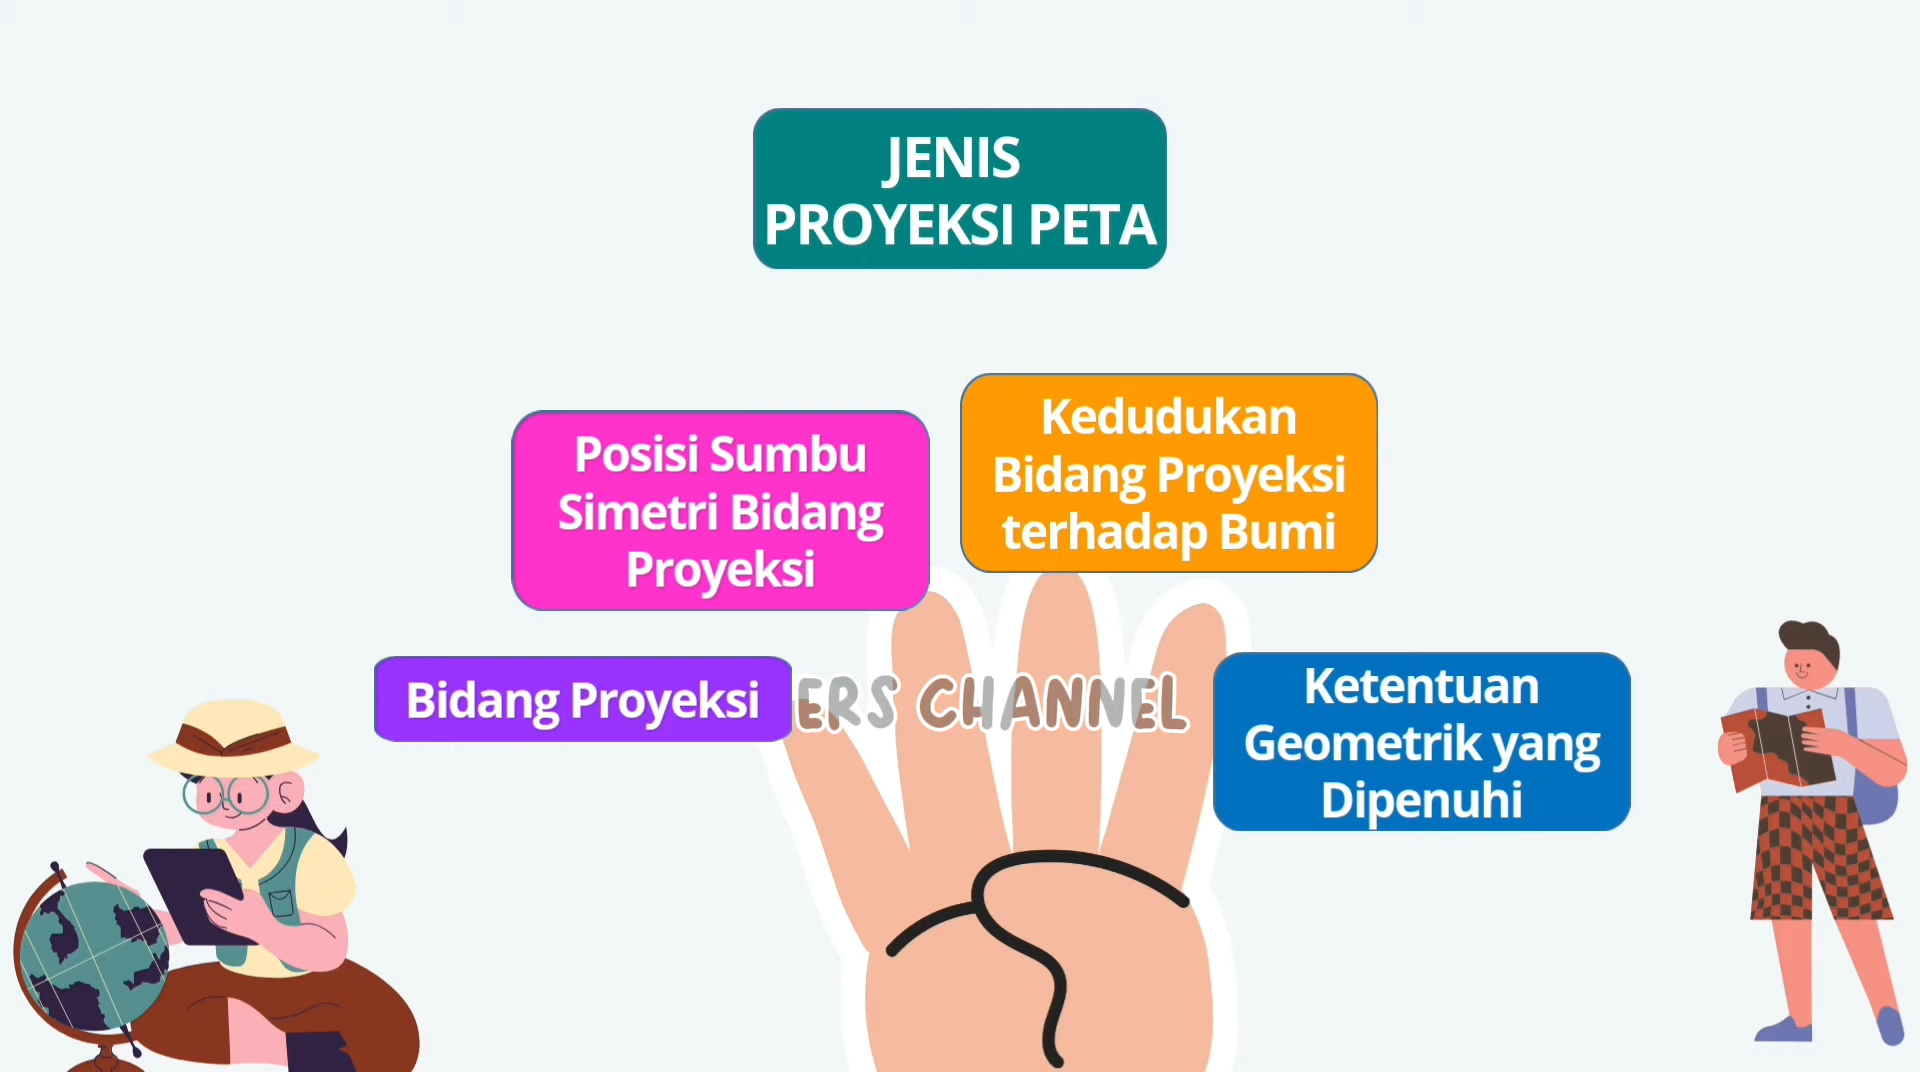 JENIS
PROYEKSI PETA
Posisi Sumbu
Simetri Bidang
Proyeksi
Kedudukan
Bidang Proyeksi
terhadap Bumi
Bidang Proyeksi
CHANNEL
Ketentuan
Geometrik yang
Dipenuhi